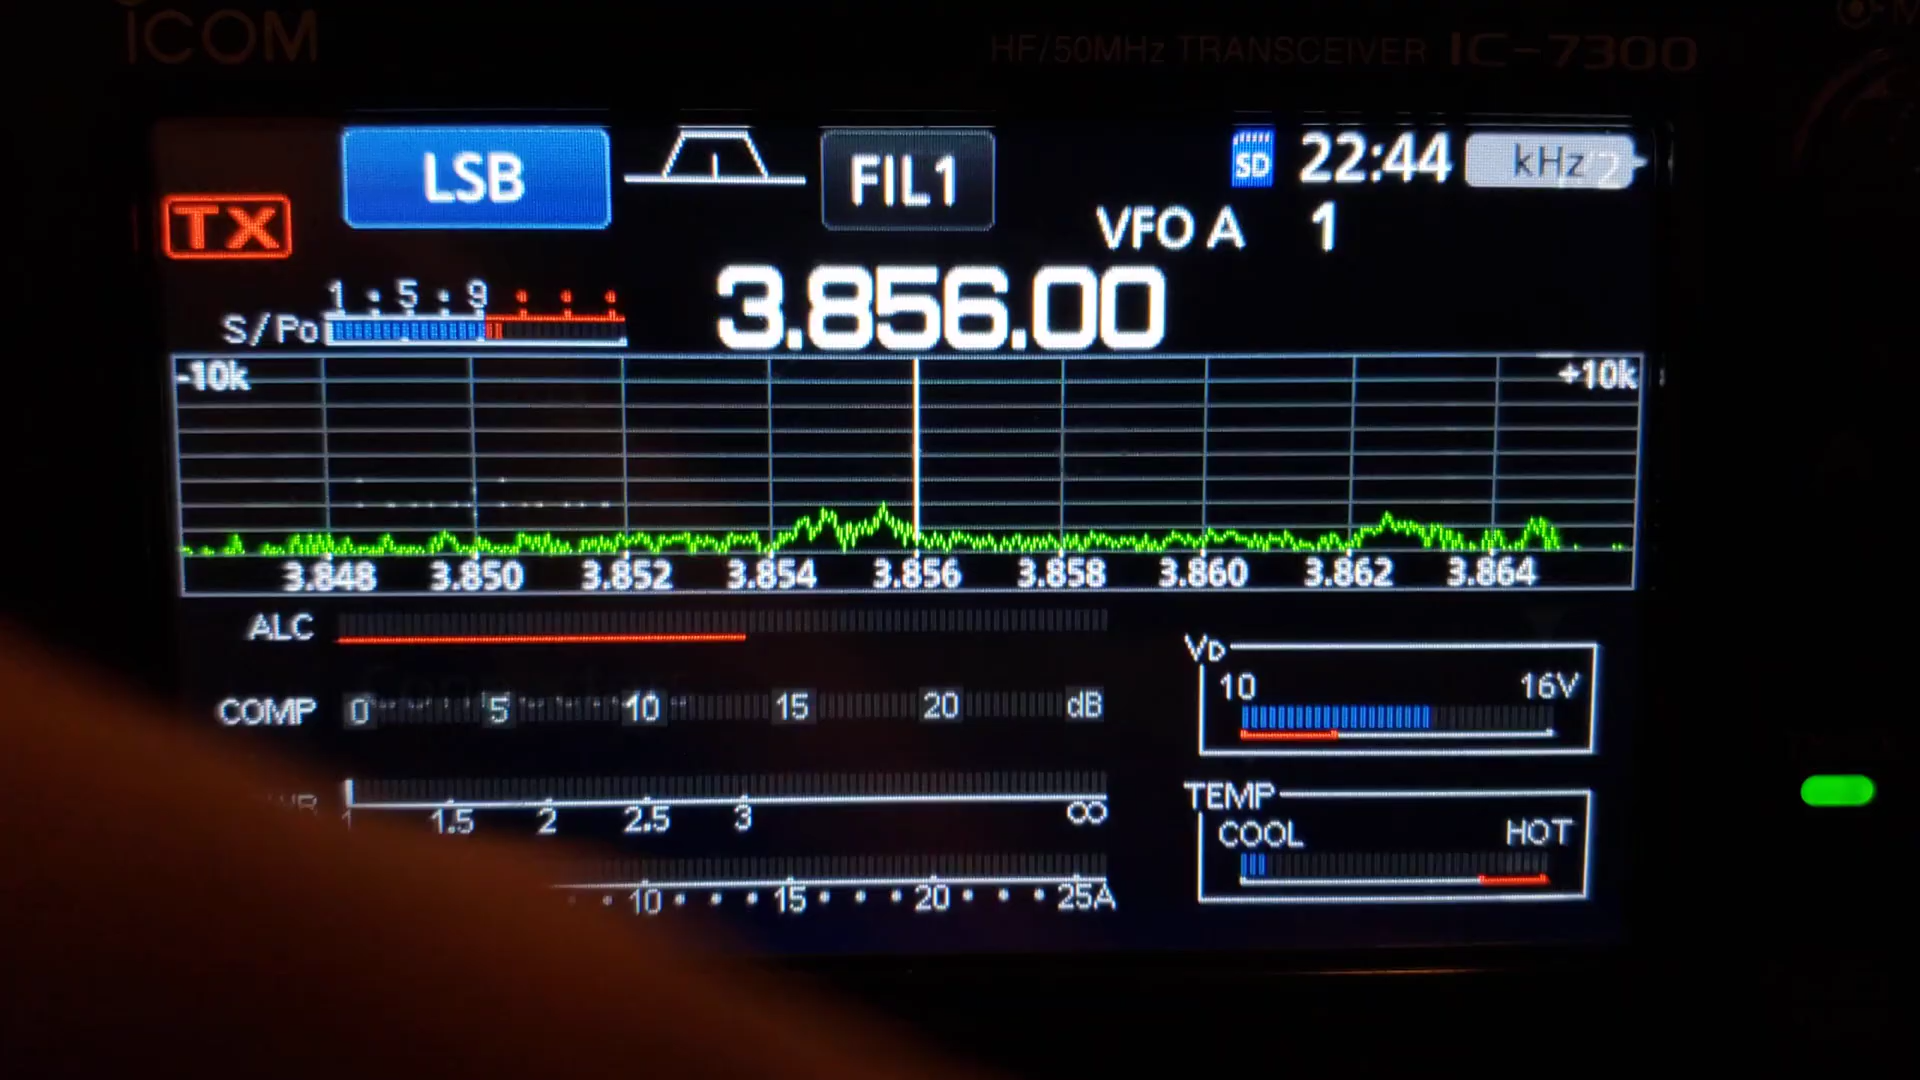 ICOM
HF/50MHz TRANSCEIVER IC-7300
LSB
FIL1
SD
22:44
kHz
TX
VFO A 1
1 5 9
S/Po
3.856.00
-10k
+10k
3.848 3.850 3.852 3.854 3.856 3.858 3.860 3.862 3.864
ALC
COMP 0 5 10 15 20 dB
1 1.5 2 2.5 3 ∞
10 15 20 25A
VD
10 16V
TEMP
COOL HOT